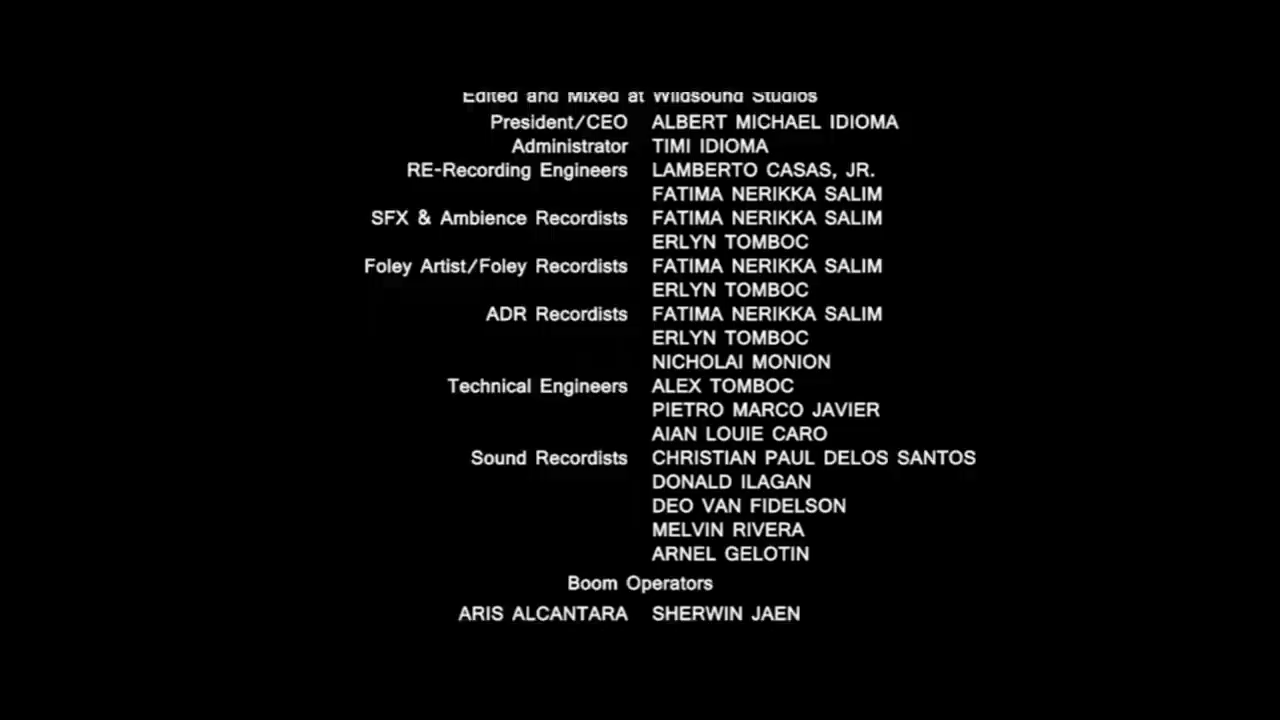 Edited and Mixed at Wildsound Studios
President/CEO ALBERT MICHAEL IDIOMA
Administrator TIMI IDIOMA
RE-Recording Engineers LAMBERTO CASAS, JR.
FATIMA NERIKKA SALIM
SFX & Ambience Recordists FATIMA NERIKKA SALIM
ERLYN TOMBOC
Foley Artist/Foley Recordists FATIMA NERIKKA SALIM
ERLYN TOMBOC
ADR Recordists FATIMA NERIKKA SALIM
ERLYN TOMBOC
NICHOLAI MONION
Technical Engineers ALEX TOMBOC
PIETRO MARCO JAVIER
AIAN LOUIE CARO
Sound Recordists CHRISTIAN PAUL DELOS SANTOS
DONALD ILAGAN
DEO VAN FIDELSON
MELVIN RIVERA
ARNEL GELOTIN
Boom Operators
ARIS ALCANTARA SHERWIN JAEN